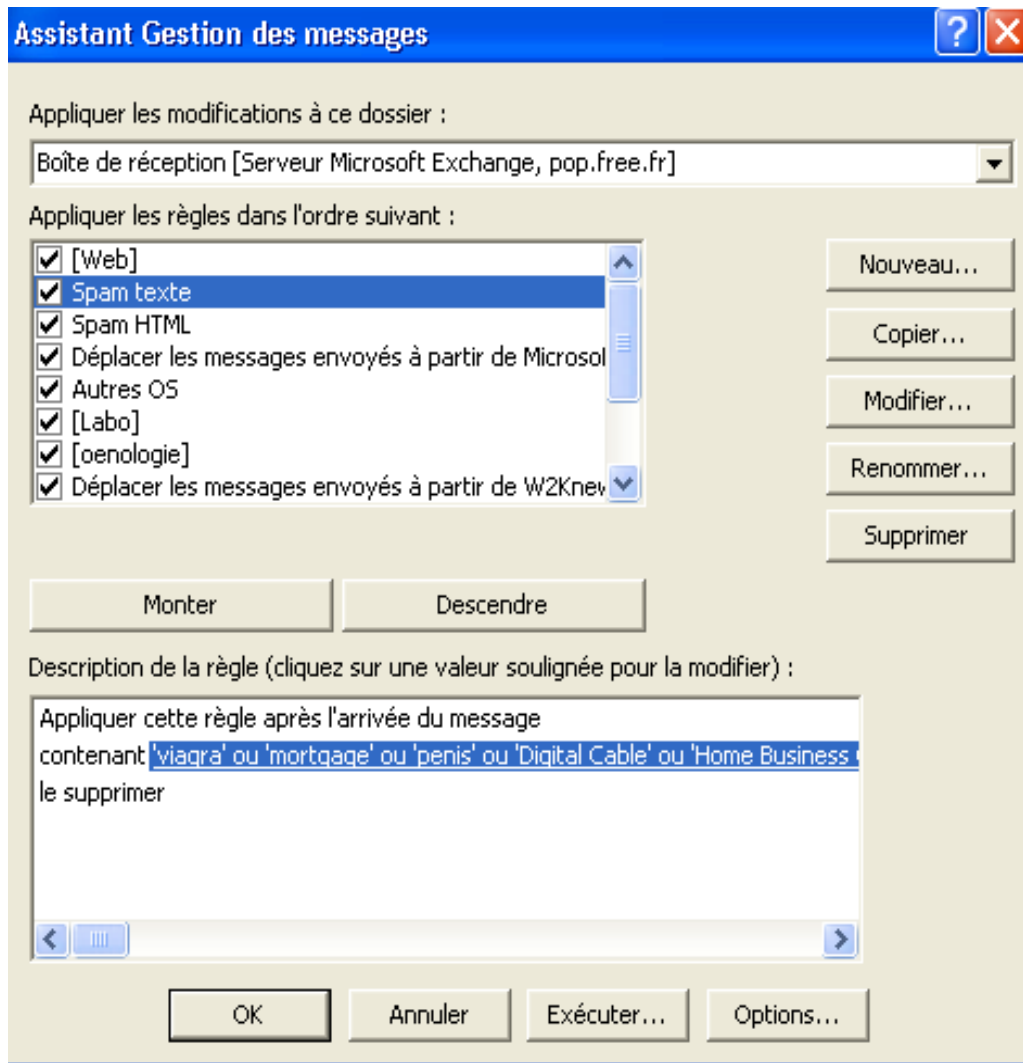 Assistant Gestion des messages
Appliquer les modifications à ce dossier :
Boîte de réception [Serveur Microsoft Exchange, pop.free.fr]
Appliquer les règles dans l'ordre suivant :
[Web]
Spam texte
Spam HTML
Déplacer les messages envoyés à partir de Microsof
Autres OS
[Labo]
[oenologie]
Déplacer les messages envoyés à partir de W2Knew
Nouveau...
Copier...
Modifier...
Renommer...
Supprimer
Monter
Descendre
Description de la règle (cliquez sur une valeur soulignée pour la modifier) :
Appliquer cette règle après l'arrivée du message
contenant 'viagra' ou 'mortgage' ou 'penis' ou 'Digital Cable' ou 'Home Business
le supprimer
OK
Annuler
Exécuter...
Options...